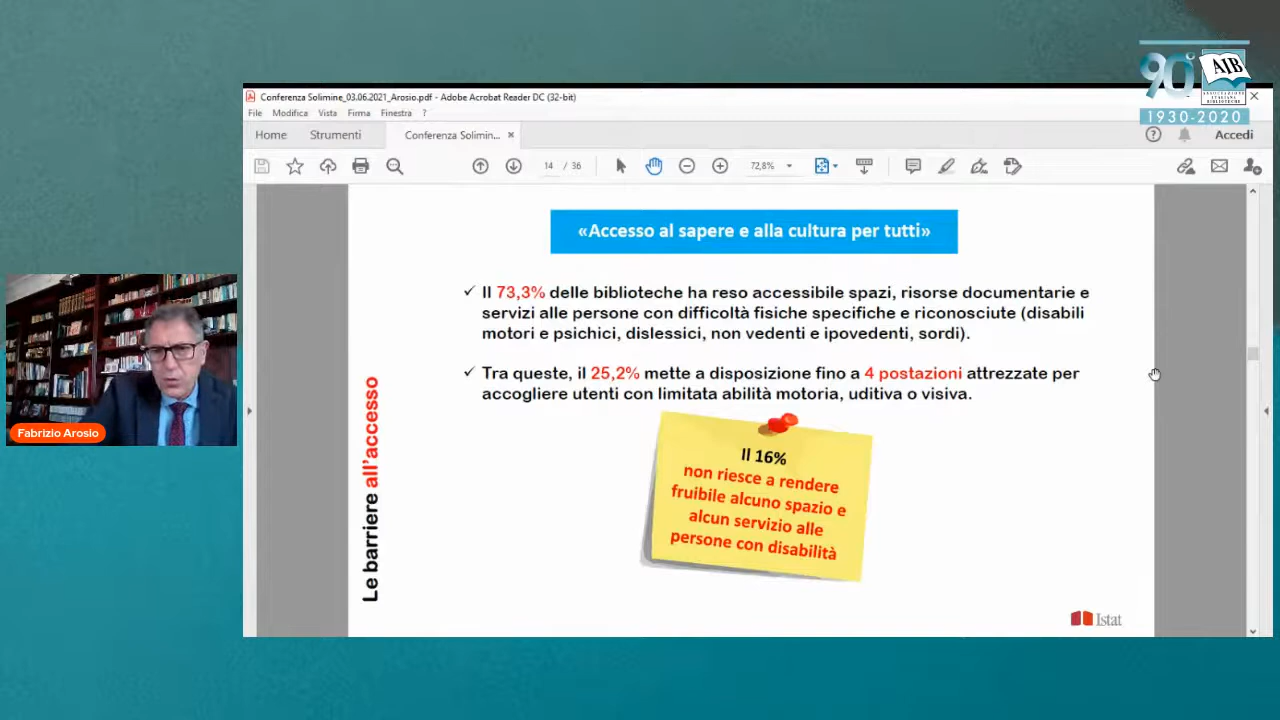 90°
AIB
ASSOCIAZIONE
ITALIANA
BIBLIOTECHE
1930-2020
Conferenza Solimine_03.06.2021_Arosio.pdf - Adobe Acrobat Reader DC (32-bit)
File Modifica Vista Firma Finestra ?
Home Strumenti Conferenza Solimin... × Accedi
14 / 36 72,8%
«Accesso al sapere e alla cultura per tutti»
✓ Il 73,3% delle biblioteche ha reso accessibile spazi, risorse documentarie e
servizi alle persone con difficoltà fisiche specifiche e riconosciute (disabili
motori e psichici, dislessici, non vedenti e ipovedenti, sordi).
✓ Tra queste, il 25,2% mette a disposizione fino a 4 postazioni attrezzate per
accogliere utenti con limitata abilità motoria, uditiva o visiva.
Il 16%
non riesce a rendere
fruibile alcuno spazio e
alcun servizio alle
persone con disabilità
Le barriere all'accesso
Istat
Fabrizio Arosio